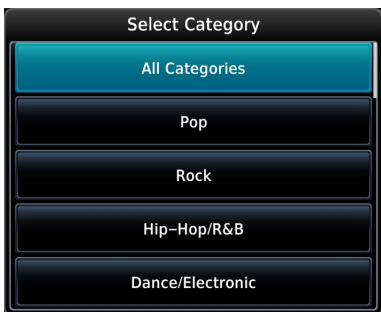 Select Category
All Categories
Pop
Rock
Hip-Hop/R&B
Dance/Electronic